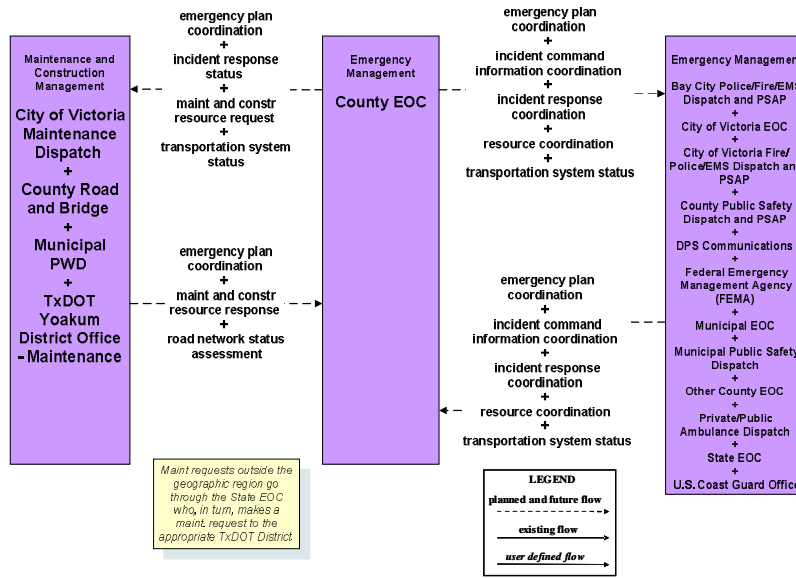 Maintenance and
Construction
Management
City of Victoria
Maintenance
Dispatch
+
County Road
and Bridge
+
Municipal
PWD
+
TxDOT
Yoakum
District Office
- Maintenance
emergency plan
coordination
+
incident response
status
+
maint and constr
resource request
+
transportation system
status
emergency plan
coordination
+
maint and constr
resource response
+
road network status
assessment
Emergency
Management
County EOC
emergency plan
coordination
+
incident command
information coordination
+
incident response
coordination
+
resource coordination
+
transportation system status
emergency plan
coordination
+
incident command
information coordination
+
incident response
coordination
+
resource coordination
+
transportation system status
Emergency Management
Bay City Police/Fire/EMS
Dispatch and PSAP
+
City of Victoria EOC
+
City of Victoria Fire/
Police/EMS Dispatch and
PSAP
+
County Public Safety
Dispatch and PSAP
+
DPS Communications
+
Federal Emergency
Management Agency
(FEMA)
+
Municipal EOC
+
Municipal Public Safety
Dispatch
+
Other County EOC
+
Private/Public
Ambulance Dispatch
+
State EOC
+
U.S. Coast Guard Office
Maint requests outside the
geographic region go
through the State EOC
who, in turn, makes a
maint. request to the
appropriate TxDOT District
LEGEND
planned and future flow
existing flow
user defined flow